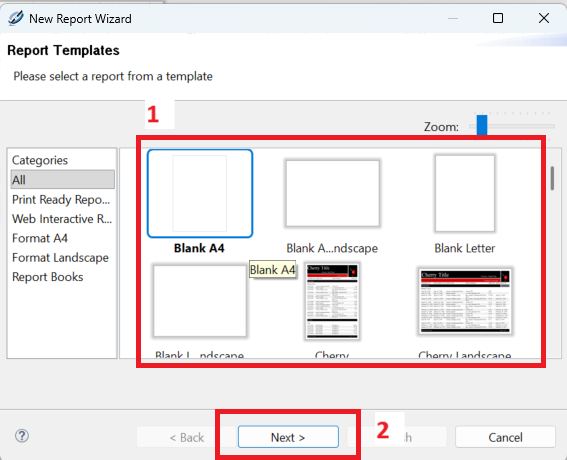 New Report Wizard
Report Templates
Please select a report from a template
1
Zoom:
Categories
All
Print Ready Repo...
Web Interactive R...
Format A4
Format Landscape
Report Books
Blank A4
Blank A...ndscape
Blank Letter
Blank A4
Cherry Title
Cherry Title
Blank L...ndscape
Cherry
Cherry Landscape
2
< Back
Next >
Cancel